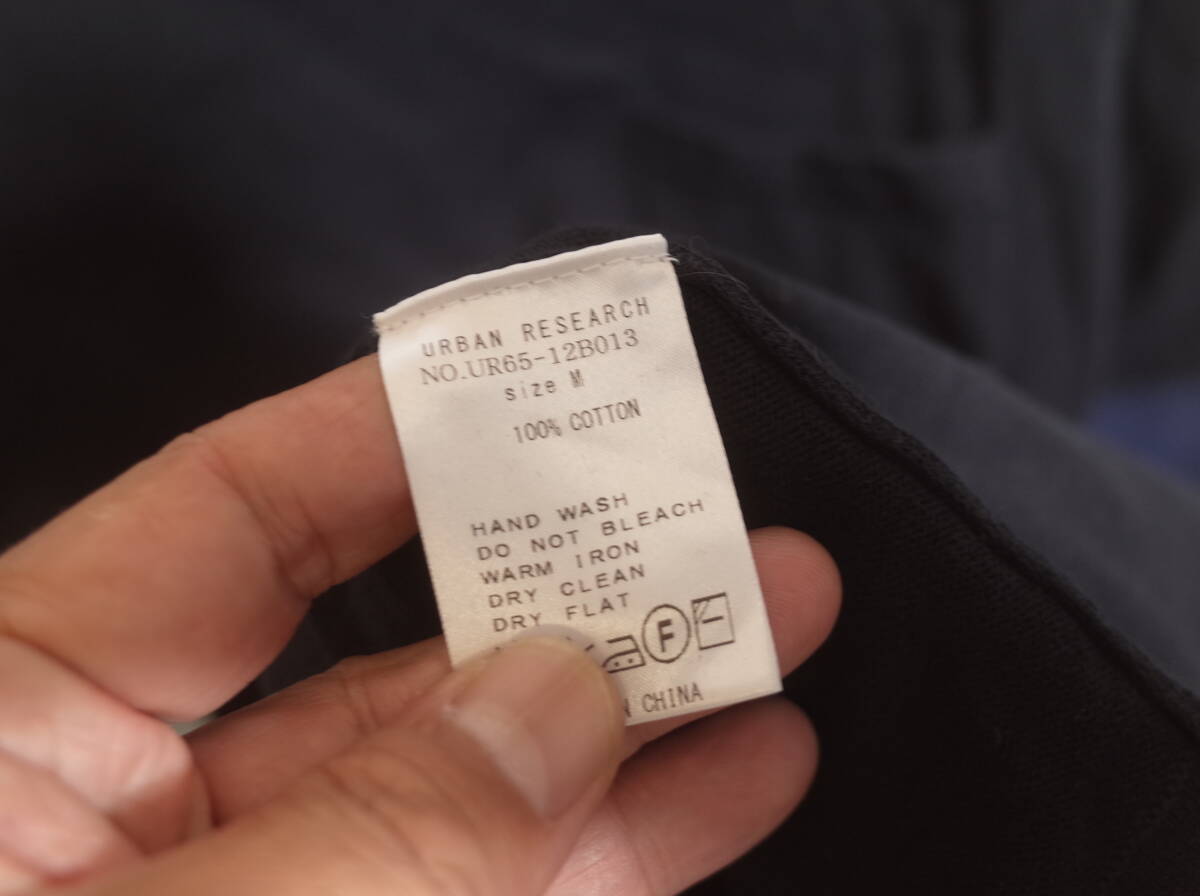 URBAN RESEARCH
NO.UR65-12B013
size M
100% COTTON
HAND WASH
DO NOT BLEACH
WARM IRON
DRY CLEAN
DRY FLAT
F
CHINA